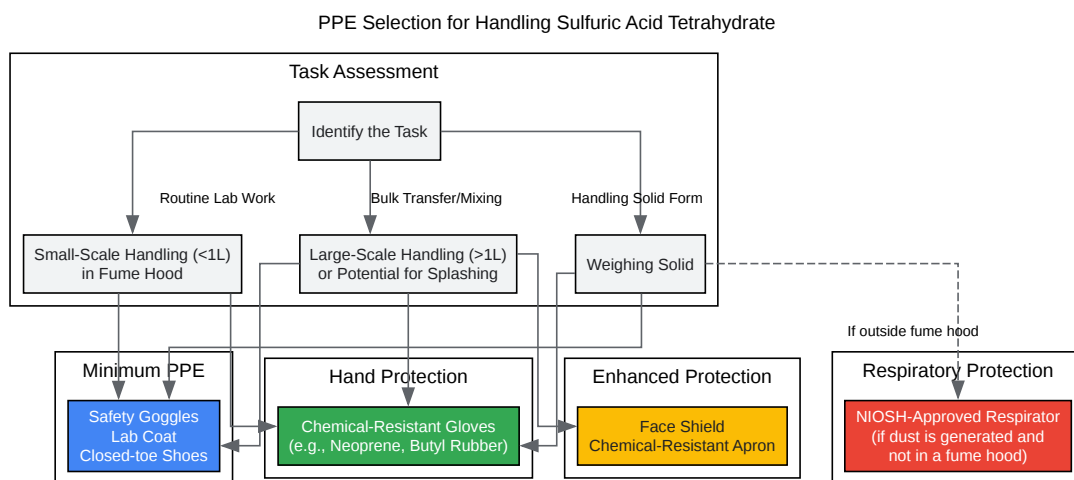 PPE Selection for Handling Sulfuric Acid Tetrahydrate
Task Assessment
Identify the Task
Routine Lab Work
Bulk Transfer/Mixing
Handling Solid Form
Small-Scale Handling (<1L)
in Fume Hood
Large-Scale Handling (>1L)
or Potential for Splashing
Weighing Solid
If outside fume hood
Minimum PPE
Safety Goggles
Lab Coat
Closed-toe Shoes
Hand Protection
Chemical-Resistant Gloves
(e.g., Neoprene, Butyl Rubber)
Enhanced Protection
Face Shield
Chemical-Resistant Apron
Respiratory Protection
NIOSH-Approved Respirator
(if dust is generated and
not in a fume hood)